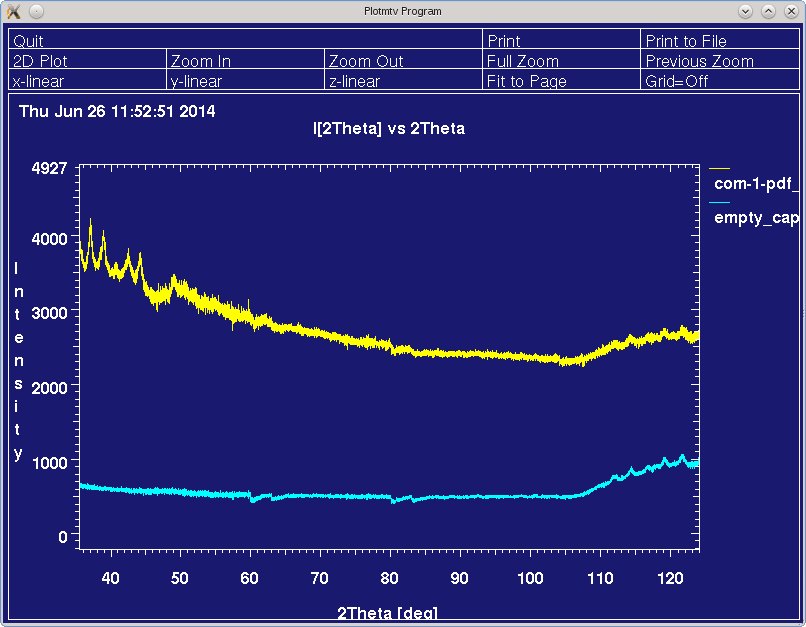 Plotmtv Program
Quit Print Print to File
2D Plot Zoom In Zoom Out Full Zoom Previous Zoom
x-linear y-linear z-linear Fit to Page Grid=Off
Thu Jun 26 11:52:51 2014
I[2Theta] vs 2Theta
4927
4000
3000
2000
1000
0
Intensity
com-1-pdf_
empty_cap
40 50 60 70 80 90 100 110 120
2Theta [deg]